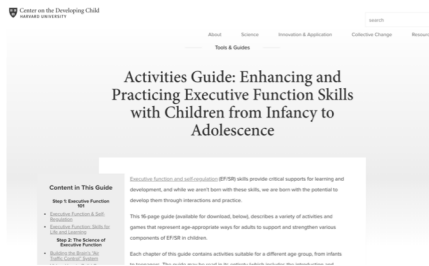 Center on the Developing Child
HARVARD UNIVERSITY
search
About Science Innovation & Application Collective Change Resour
Tools & Guides
Activities Guide: Enhancing and
Practicing Executive Function Skills
with Children from Infancy to
Adolescence
Content in This Guide
Step 1: Executive Function
101
Executive Function & Self-
Regulation
Executive Function: Skills for
Life and Learning
Step 2: The Science of
Executive Function
Building the Brain's "Air
Traffic Control" System
Executive function and self-regulation (EF/SR) skills provide critical supports for learning and
development, and while we aren't born with these skills, we are born with the potential to
develop them through interactions and practice
This 16-page guide (available for download, below), describes a variety of activities and
games that represent age-appropriate ways for adults to support and strengthen various
components of EF/SR in children.
Each chapter of this guide contains activities suitable for a different age group, from infants